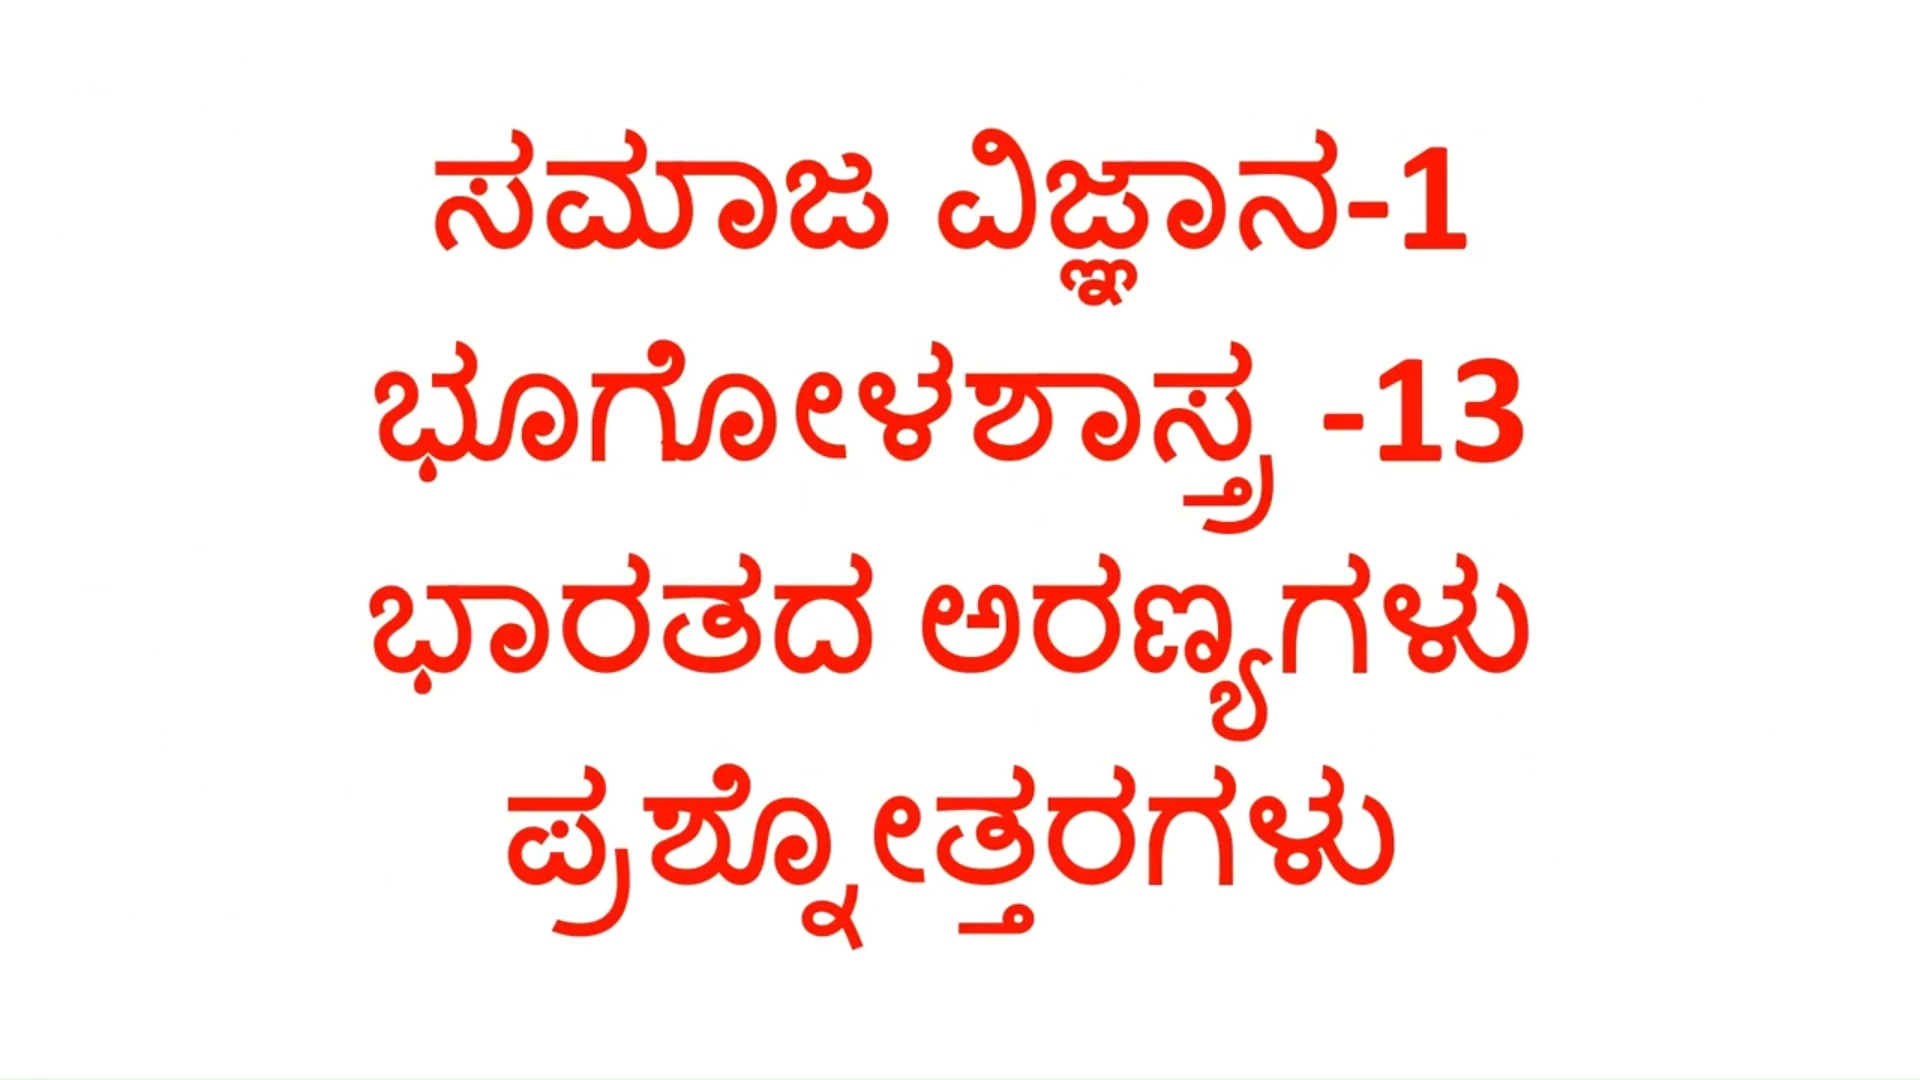 ಸಮಾಜ ವಿಜ್ಞಾನ-1
ಭೂಗೋಳಶಾಸ್ತ್ರ -13
ಭಾರತದ ಅರಣ್ಯಗಳು
ಪ್ರಶ್ನೋತ್ತರಗಳು